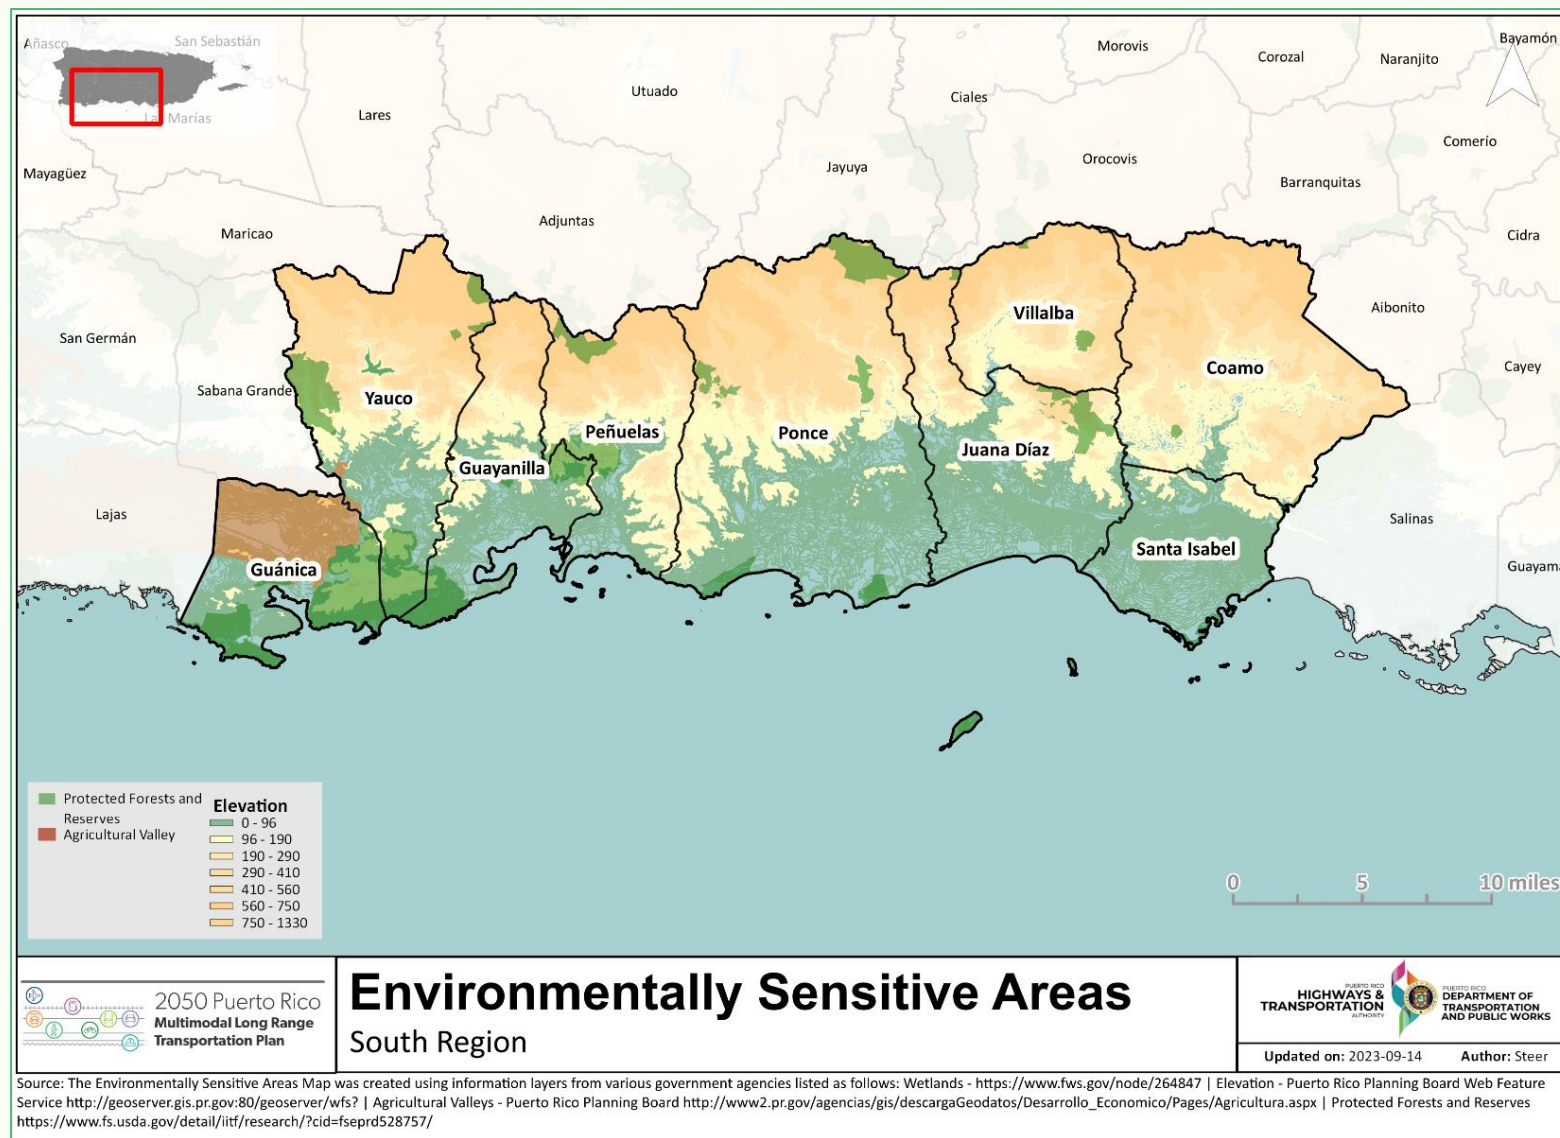 Añasco
San Sebastián
Las Marías
Mayagüez
Lares
Utuado
Morovis
Corozal
Naranjito
Bayamón
Ciales
Comerío
Jayuya
Orocovis
Barranquitas
Maricao
Adjuntas
Cidra
San Germán
Sabana Grande
Yauco
Guayanilla
Peñuelas
Ponce
Villalba
Juana Díaz
Coamo
Aibonito
Cayey
Lajas
Guánica
Santa Isabel
Salinas
Guayama
Protected Forests and
Reserves
Agricultural Valley
Elevation
0 - 96
96 - 190
190 - 290
290 - 410
410 - 560
560 - 750
750 - 1330
0 5 10 miles
2050 Puerto Rico
Multimodal Long Range
Transportation Plan
Environmentally Sensitive Areas
South Region
PUERTO RICO
HIGHWAYS &
TRANSPORTATION
AUTHORITY
PUERTO RICO
DEPARTMENT OF
TRANSPORTATION
AND PUBLIC WORKS
Updated on: 2023-09-14 Author: Steer
Source: The Environmentally Sensitive Areas Map was created using information layers from various government agencies listed as follows: Wetlands - https://www.fws.gov/node/264847 | Elevation - Puerto Rico Planning Board Web Feature
Service http://geoserver.gis.pr.gov:80/geoserver/wfs? | Agricultural Valleys - Puerto Rico Planning Board http://www2.pr.gov/agencias/gis/descargaGeodatos/Desarrollo_Economico/Pages/Agricultura.aspx | Protected Forests and Reserves
https://www.fs.usda.gov/detail/iitf/research/?cid=fseprd528757/